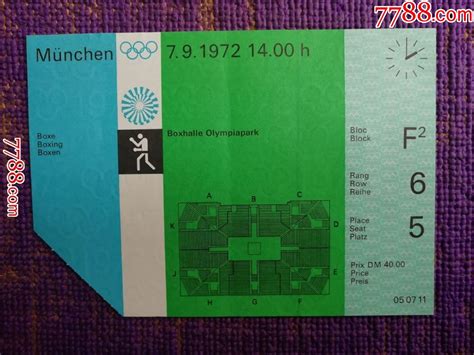 7788.com
München
7.9.1972 14.00 h
Boxe
Boxing
Boxen
Boxhalle Olympiapark
A
B
C
K
D
J
E
H
G
F
Bloc
Block
F2
Rang
Row
Reihe
6
Place
Seat
Platz
5
Prix DM 40.00
Price
Preis
05 07 11
7788.com